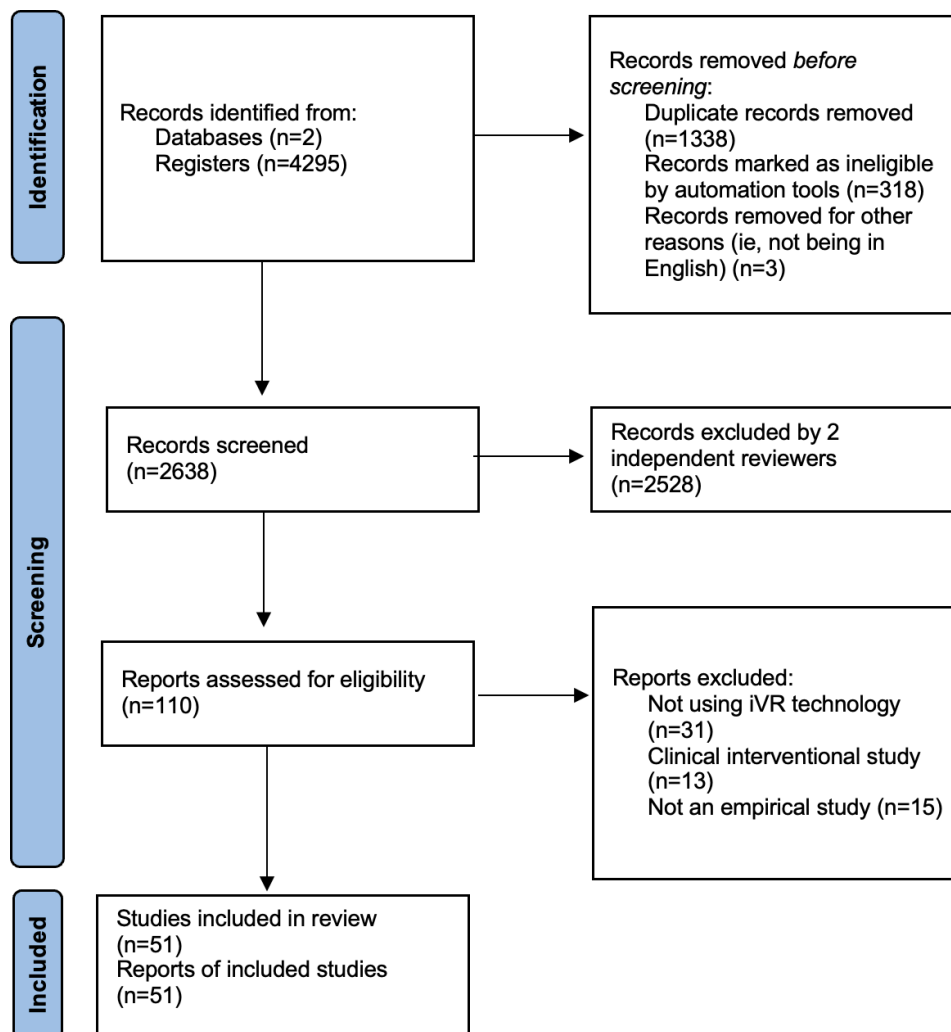 Identification
Records identified from:
Databases (n=2)
Registers (n=4295)
Records removed before
screening:
Duplicate records removed
(n=1338)
Records marked as ineligible
by automation tools (n=318)
Records removed for other
reasons (ie, not being in
English) (n=3)
Screening
Records screened
(n=2638)
Records excluded by 2
independent reviewers
(n=2528)
Reports assessed for eligibility
(n=110)
Reports excluded:
Not using iVR technology
(n=31)
Clinical interventional study
(n=13)
Not an empirical study (n=15)
Included
Studies included in review
(n=51)
Reports of included studies
(n=51)